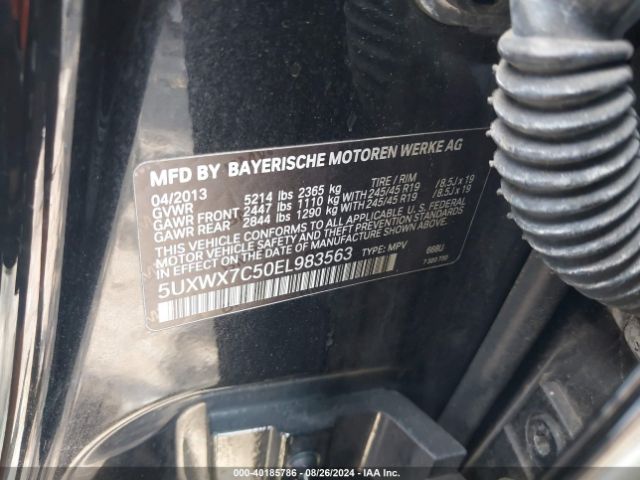 MFD BY BAYERISCHE MOTOREN WERKE AG
04/2013 TIRE / RIM
GVWR 5214 lbs 2365 kg
GAWR FRONT 2447 lbs 1110 kg WITH 245/45 R19 / 8.5J x 19
GAWR REAR 2844 lbs 1290 kg WITH 245/45 R19 / 8.5J x 19
THIS VEHICLE CONFORMS TO ALL APPLICABLE U.S. FEDERAL
MOTOR VEHICLE SAFETY STANDARDS IN EFFECT ON
THE DATE OF MANUFACTURE SHOWN ABOVE.
5UXWX7C50EL983563 TYPE: MPV 668U
000-40185786 - 08/26/2024 - IAA Inc.